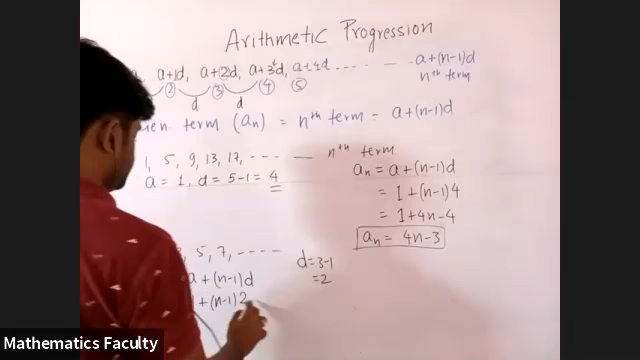 Arithmetic Progression
a+1d, a+2d, a+3d, a+4d ..... - - a+(n-1)d
② ③ ④ ⑤ nth term
d d
term (an) = nth term = a+(n-1)d
1, 5, 9, 13, 17, --- — nth term
a = 1, d = 5-1 = 4
an = a+(n-1)d
= 1+(n-1)4
= 1+4n-4
an = 4n-3
5, 7, ----
d=3-1
=2
a+(n-1)d
+(n-1)2
Mathematics Faculty